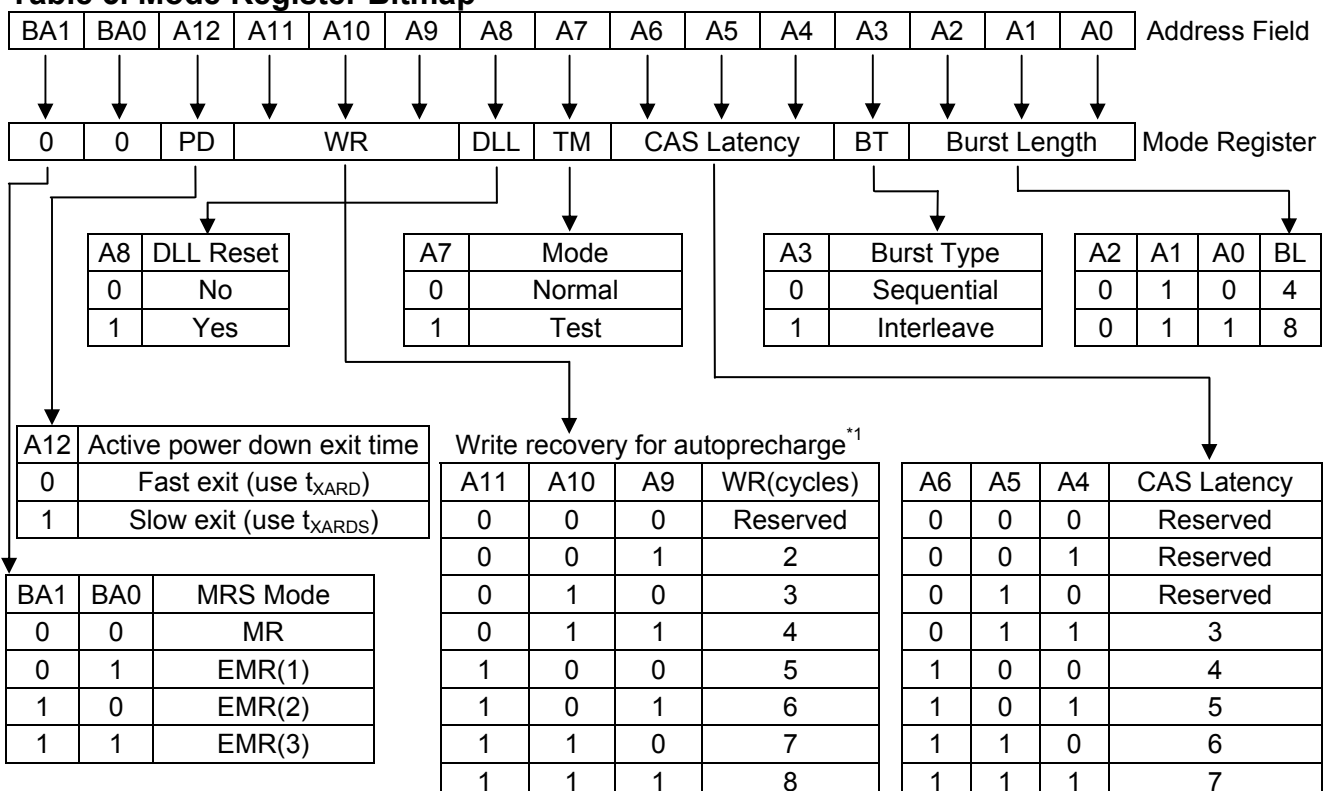 Table 5. Mode Register Bitmap
BA1 BA0 A12 A11 A10 A9 A8 A7 A6 A5 A4 A3 A2 A1 A0 Address Field
0 0 PD WR DLL TM CAS Latency BT Burst Length Mode Register
A8 DLL Reset
0 No
1 Yes
A7 Mode
0 Normal
1 Test
A3 Burst Type
0 Sequential
1 Interleave
A2 A1 A0 BL
0 1 0 4
0 1 1 8
A12 Active power down exit time
0 Fast exit (use tXARD)
1 Slow exit (use tXARDS)
BA1 BA0 MRS Mode
0 0 MR
0 1 EMR(1)
1 0 EMR(2)
1 1 EMR(3)
Write recovery for autoprecharge*1
A11 A10 A9 WR(cycles)
0 0 0 Reserved
0 0 1 2
0 1 0 3
0 1 1 4
1 0 0 5
1 0 1 6
1 1 0 7
1 1 1 8
A6 A5 A4 CAS Latency
0 0 0 Reserved
0 0 1 Reserved
0 1 0 Reserved
0 1 1 3
1 0 0 4
1 0 1 5
1 1 0 6
1 1 1 7